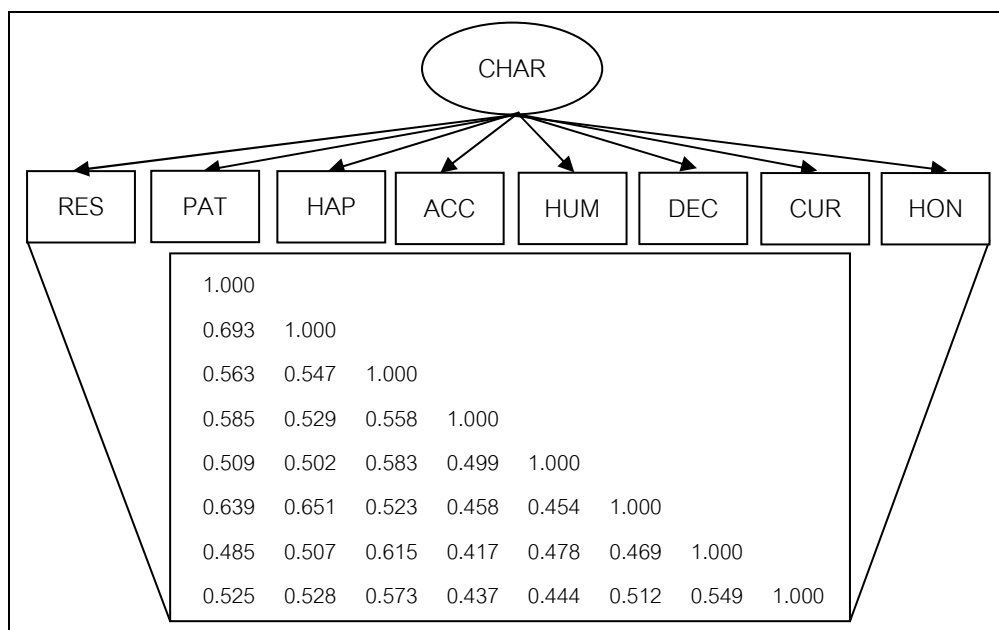 CHAR
RES PAT HAP ACC HUM DEC CUR HON
1.000
0.693 1.000
0.563 0.547 1.000
0.585 0.529 0.558 1.000
0.509 0.502 0.583 0.499 1.000
0.639 0.651 0.523 0.458 0.454 1.000
0.485 0.507 0.615 0.417 0.478 0.469 1.000
0.525 0.528 0.573 0.437 0.444 0.512 0.549 1.000